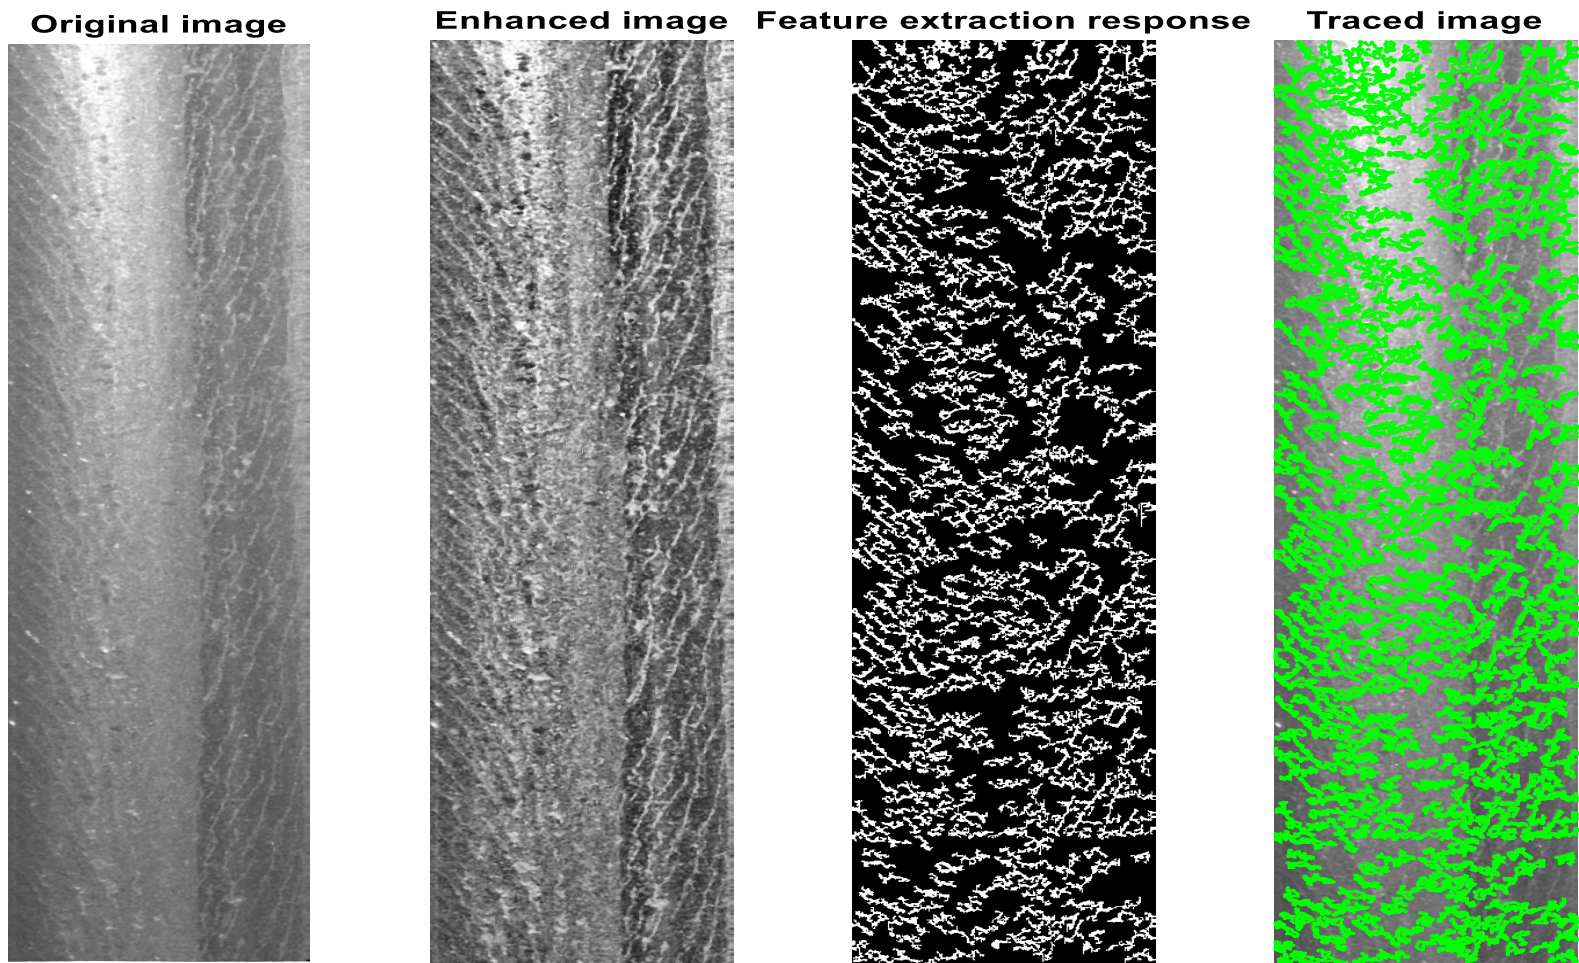 Original image
Enhanced image
Feature extraction response
Traced image